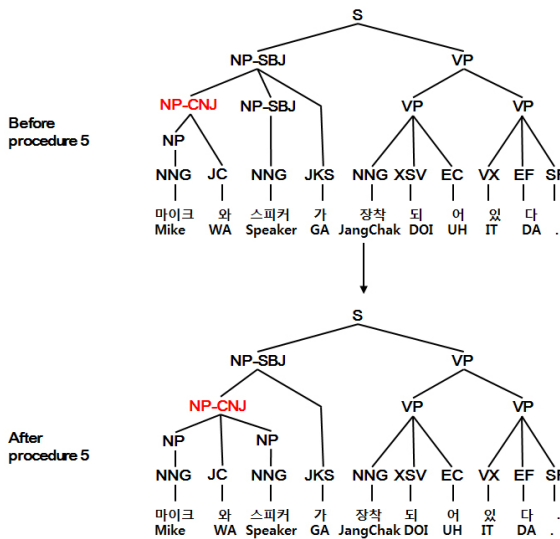 S
NP-SBJ VP
NP-CNJ NP-SBJ VP VP
Before
procedure 5
NP
NNG JC NNG JKS NNG XSV EC VX EF SF
마이크 와 스피커 가 장착 되 어 있 다 .
Mike WA Speaker GA JangChak DOI UH IT DA .
S
NP-SBJ VP
NP-CNJ VP VP
After
procedure 5
NP NP
NNG JC NNG JKS NNG XSV EC VX EF SF
마이크 와 스피커 가 장착 되 어 있 다 .
Mike WA Speaker GA JangChak DOI UH IT DA .